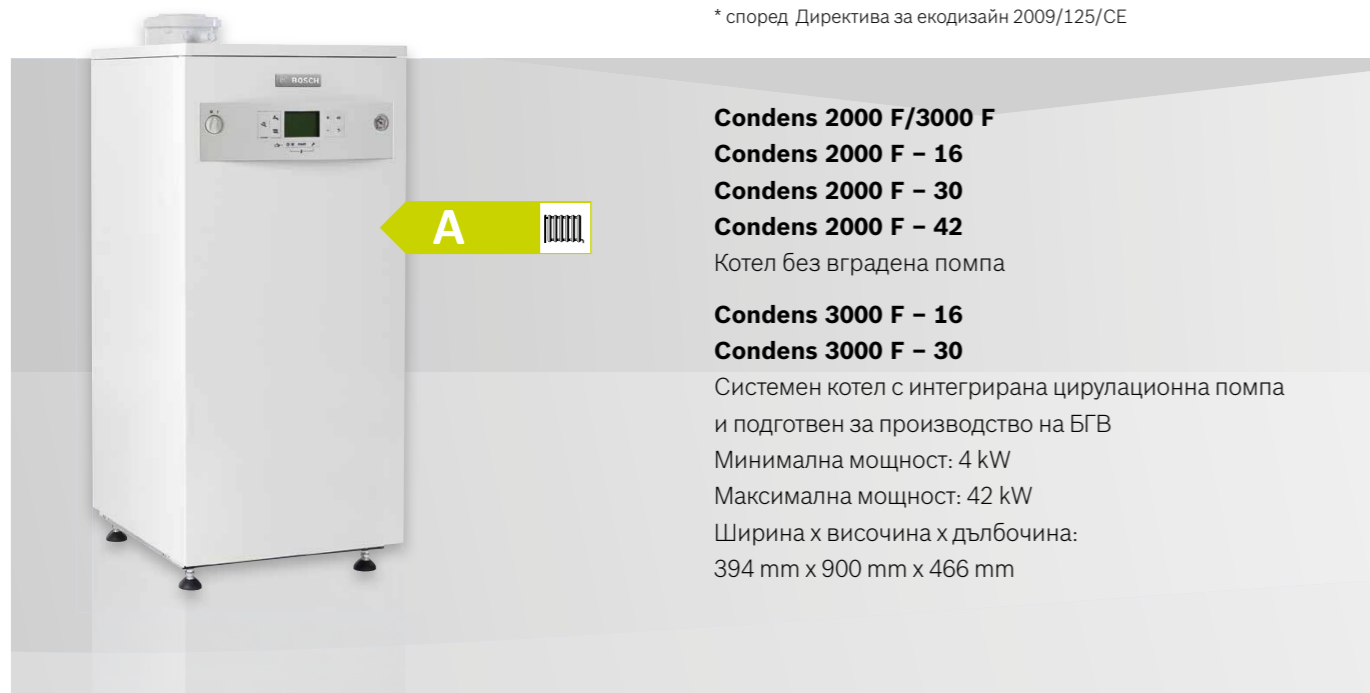 * според Директива за екодизайн 2009/125/CE
BOSCH
A
Condens 2000 F/3000 F
Condens 2000 F – 16
Condens 2000 F – 30
Condens 2000 F – 42
Котел без вградена помпа
Condens 3000 F – 16
Condens 3000 F – 30
Системен котел с интегрирана цирулационна помпа
и подготвен за производство на БГВ
Минимална мощност: 4 kW
Максимална мощност: 42 kW
Ширина x височина x дълбочина:
394 mm x 900 mm x 466 mm